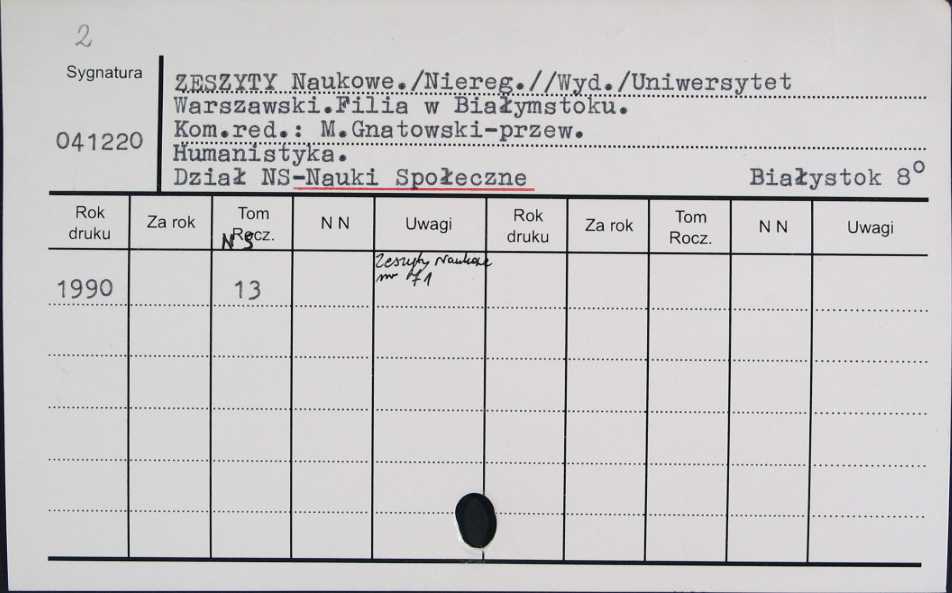 2
Sygnatura
041220
ZESZYTY Naukowe./Niereg.//Wyd./Uniwersytet
Warszawski.Filia w Białymstoku.
Kom.red.: M.Gnatowski-przew.
Humanistyka.
Dział NS-Nauki Społeczne Białystok 8°
Rok druku Za rok Tom Rocz. N N Uwagi Rok druku Za rok Tom Rocz. N N Uwagi
NS
Zeszyty Naukowe
nr 71
1990 13